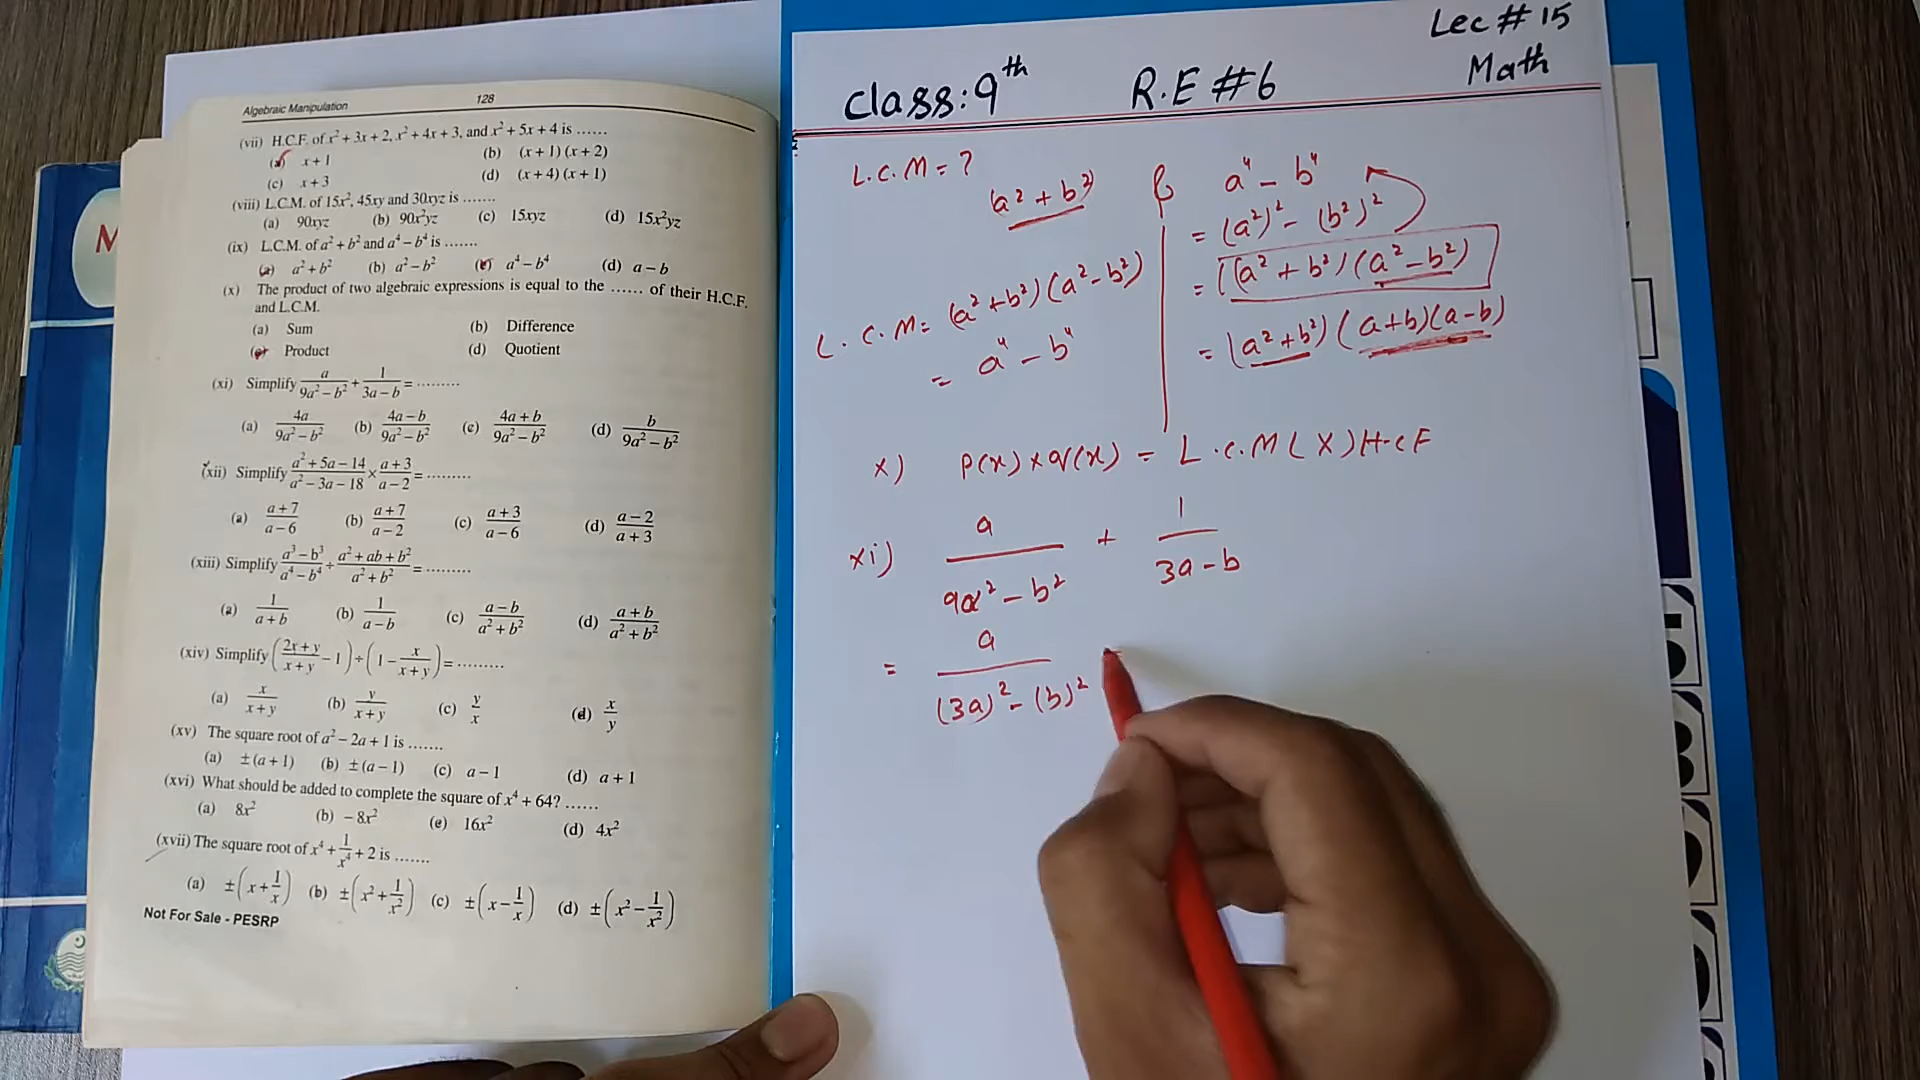 Algebraic Manipulation 128
(vii) H.C.F. of x² + 3x + 2, x² + 4x + 3, and x² + 5x + 4 is ......
(a) x + 1 (b) (x + 1) (x + 2)
(c) x + 3 (d) (x + 4) (x + 1)
(viii) L.C.M. of 15x², 45xy and 30xyz is .......
(a) 90xyz (b) 90x²yz (c) 15xyz (d) 15x²yz
(ix) L.C.M. of a² + b² and a⁴ – b⁴ is .......
(a) a² + b² (b) a² – b² (c) a⁴ – b⁴ (d) a – b
(x) The product of two algebraic expressions is equal to the ...... of their H.C.F.
and L.C.M.
(a) Sum (b) Difference
(c) Product (d) Quotient
(xi) Simplify a/(9a² – b²) + 1/(3a – b) = .........
(a) 4a/(9a² – b²) (b) (4a – b)/(9a² – b²) (c) (4a + b)/(9a² – b²) (d) b/(9a² – b²)
(xii) Simplify (a² + 5a – 14)/(a² – 3a – 18) × (a + 3)/(a – 2) = .........
(a) (a + 7)/(a – 6) (b) (a + 7)/(a – 2) (c) (a + 3)/(a – 6) (d) (a – 2)/(a + 3)
(xiii) Simplify (a³ – b³)/(a⁴ – b⁴) ÷ (a² + ab + b²)/(a² + b²) = .........
(a) 1/(a + b) (b) 1/(a – b) (c) (a – b)/(a² + b²) (d) (a + b)/(a² + b²)
(xiv) Simplify ((2x + y)/(x + y) – 1) ÷ (1 – x/(x + y)) = .........
(a) x/(x + y) (b) y/(x + y) (c) y/x (d) x/y
(xv) The square root of a² – 2a + 1 is .......
(a) ± (a + 1) (b) ± (a – 1) (c) a – 1 (d) a + 1
(xvi) What should be added to complete the square of x⁴ + 64? ......
(a) 8x² (b) – 8x² (c) 16x² (d) 4x²
(xvii) The square root of x⁴ + 1/x⁴ + 2 is .......
(a) ±(x + 1/x) (b) ±(x² + 1/x²) (c) ±(x – 1/x) (d) ±(x² – 1/x²)
Not For Sale - PESRP
M
Lec # 15
Class: 9th R.E # 6 Math
L.C.M = ?
(a² + b²) & a⁴ – b⁴
= (a²)² – (b²)²
= (a² + b²)(a² – b²)
= (a² + b²)(a+b)(a–b)
L.C.M = (a² + b²)(a² – b²)
= a⁴ – b⁴
x) p(x) × q(x) = L.C.M (X) H.C.F
xi) a/(9a² – b²) + 1/(3a – b)
= a/((3a)² – (b)²)